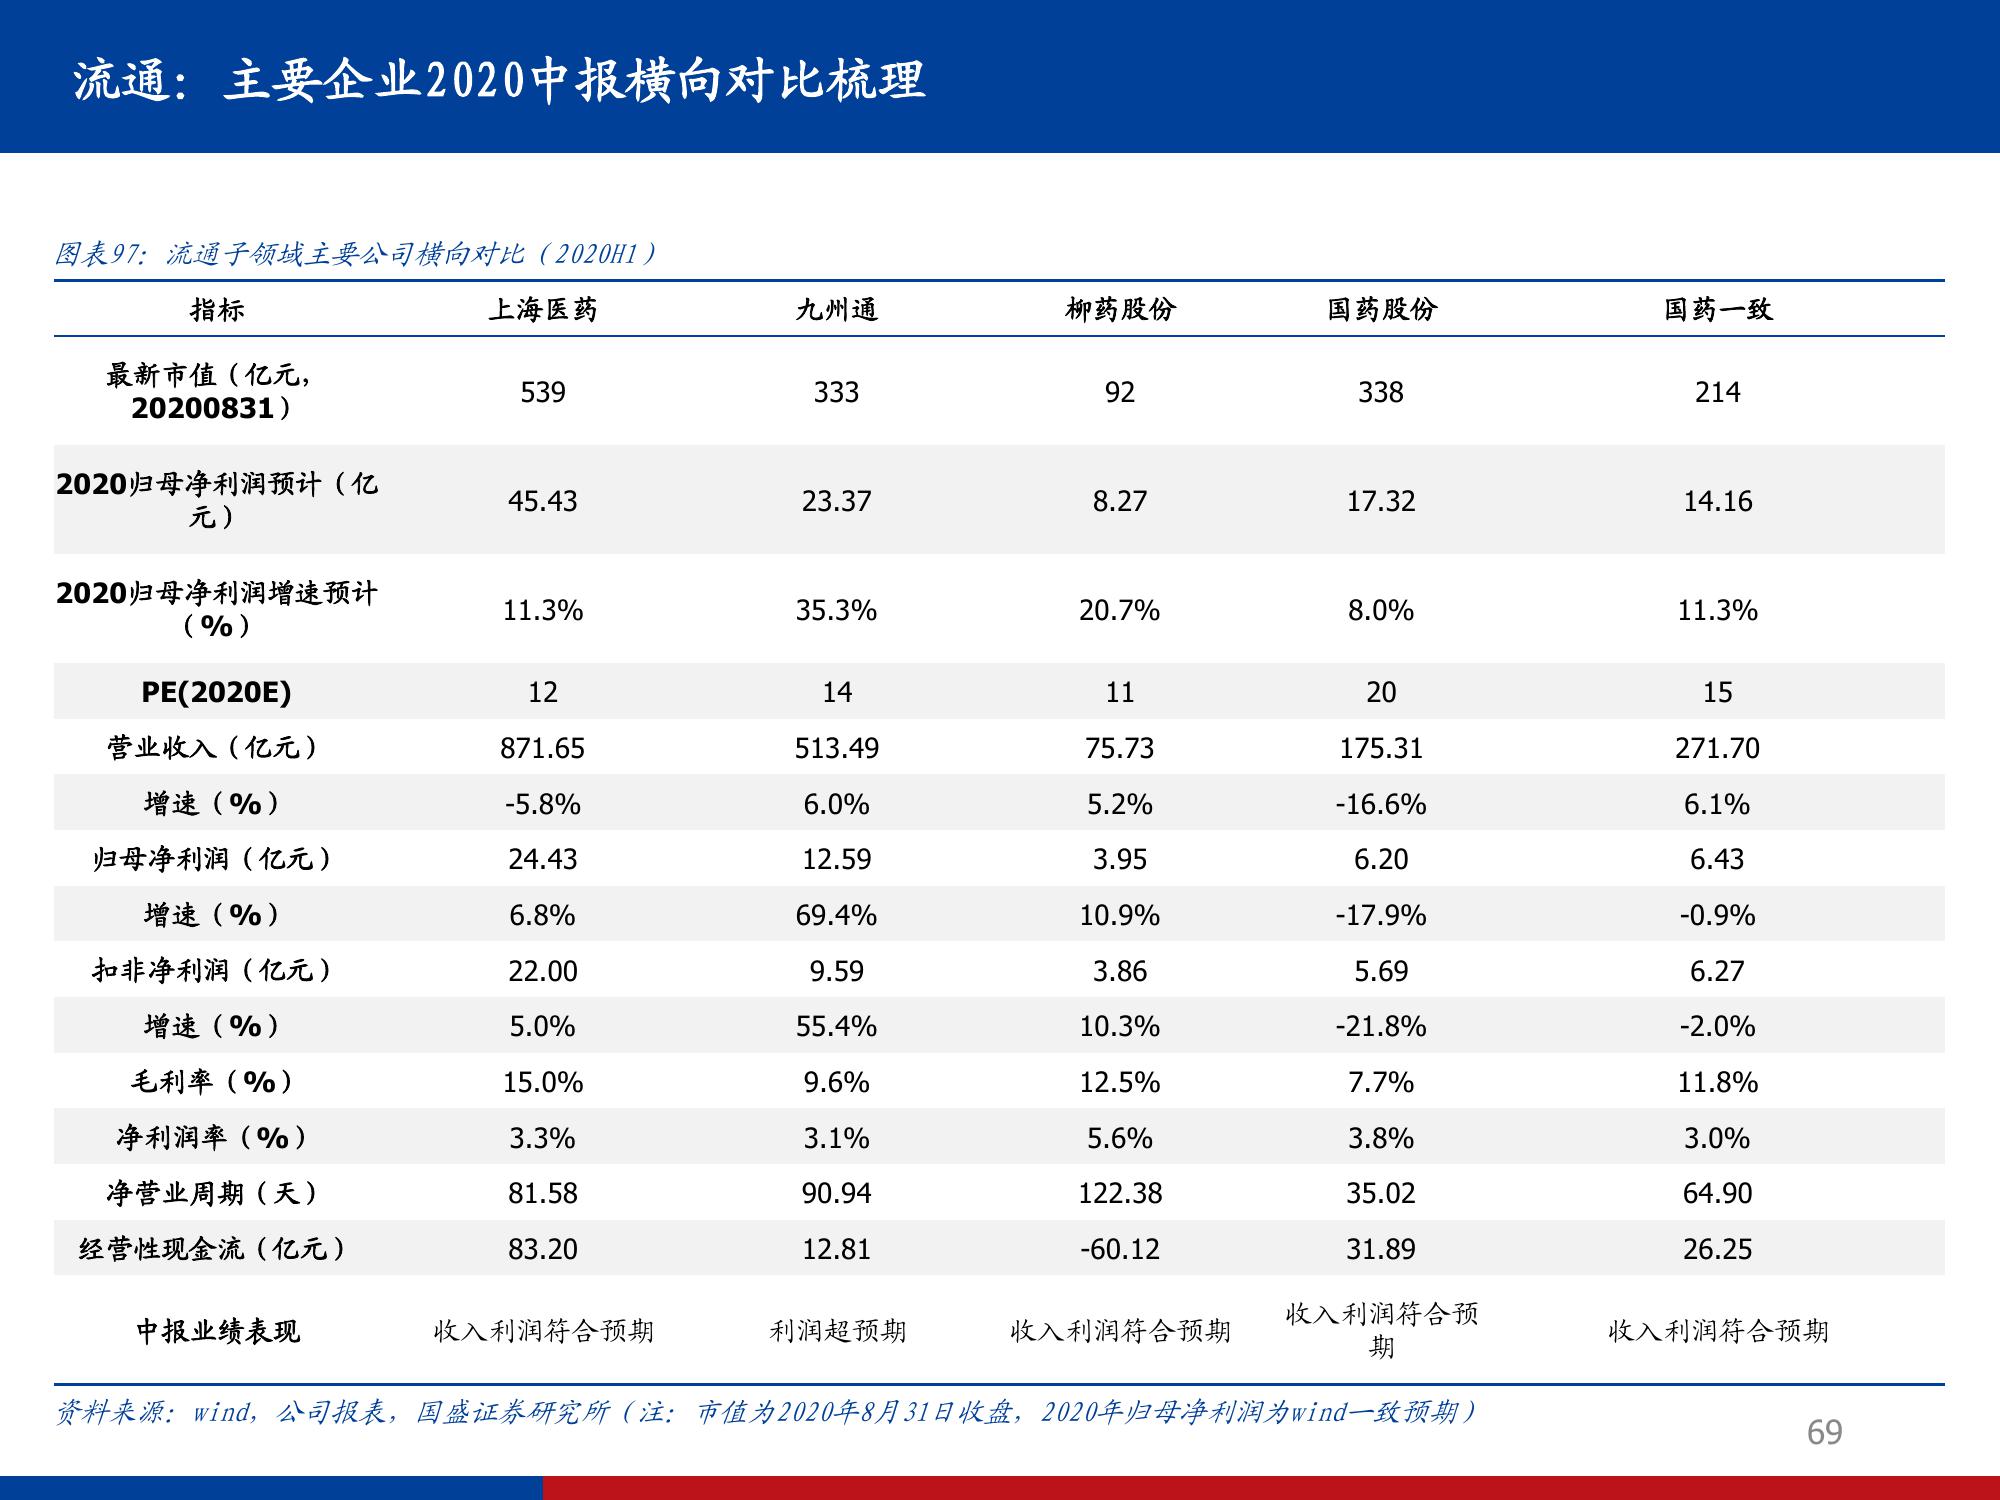 流通：主要企业2020中报横向对比梳理
图表97：流通子领域主要公司横向对比（2020H1）
指标 上海医药 九州通 柳药股份 国药股份 国药一致
最新市值（亿元，
20200831）
539 333 92 338 214
2020归母净利润预计（亿
元）
45.43 23.37 8.27 17.32 14.16
2020归母净利润增速预计
（%）
11.3% 35.3% 20.7% 8.0% 11.3%
PE(2020E) 12 14 11 20 15
营业收入（亿元） 871.65 513.49 75.73 175.31 271.70
增速（%） -5.8% 6.0% 5.2% -16.6% 6.1%
归母净利润（亿元） 24.43 12.59 3.95 6.20 6.43
增速（%） 6.8% 69.4% 10.9% -17.9% -0.9%
扣非净利润（亿元） 22.00 9.59 3.86 5.69 6.27
增速（%） 5.0% 55.4% 10.3% -21.8% -2.0%
毛利率（%） 15.0% 9.6% 12.5% 7.7% 11.8%
净利润率（%） 3.3% 3.1% 5.6% 3.8% 3.0%
净营业周期（天） 81.58 90.94 122.38 35.02 64.90
经营性现金流（亿元） 83.20 12.81 -60.12 31.89 26.25
中报业绩表现 收入利润符合预期 利润超预期 收入利润符合预期 收入利润符合预
期 收入利润符合预期
资料来源：wind，公司报表，国盛证券研究所（注：市值为2020年8月31日收盘，2020年归母净利润为wind一致预期）
69